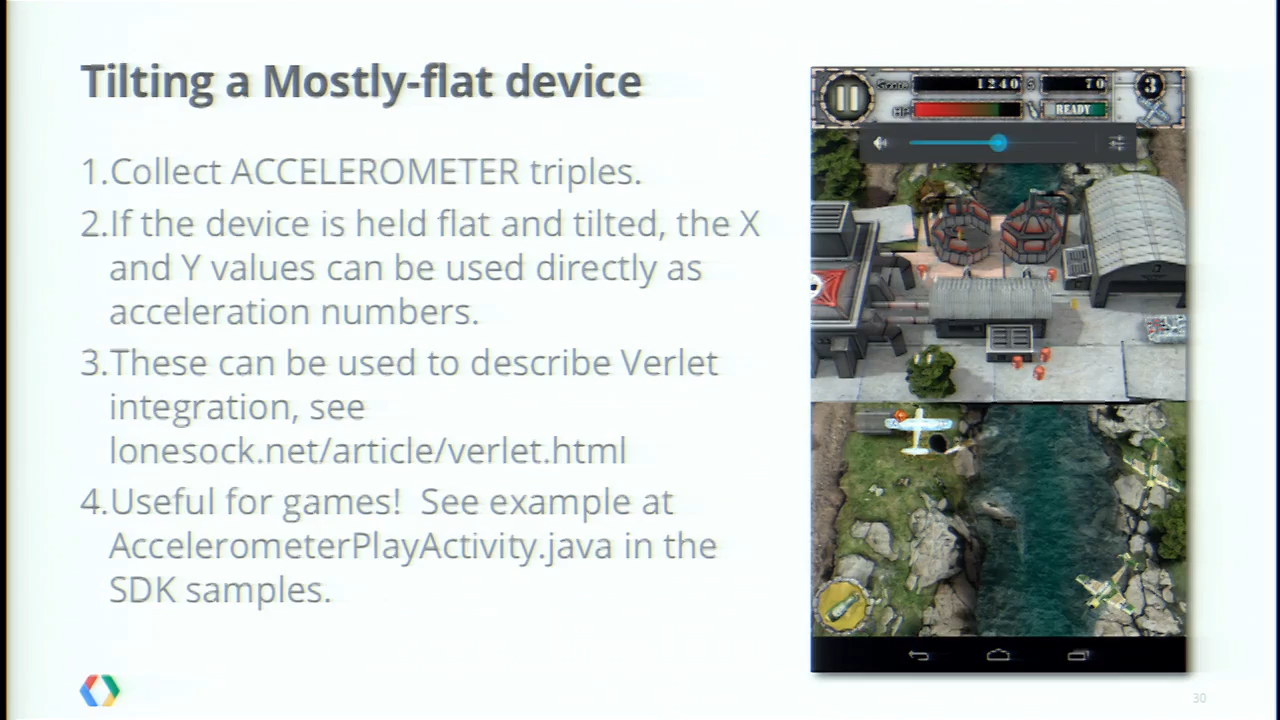 Tilting a Mostly-flat device
1.Collect ACCELEROMETER triples.
2.If the device is held flat and tilted, the X
and Y values can be used directly as
acceleration numbers.
3.These can be used to describe Verlet
integration, see
lonesock.net/article/verlet.html
4.Useful for games!  See example at
AccelerometerPlayActivity.java in the
SDK samples.
Score 1240 70 3
HP READY
30